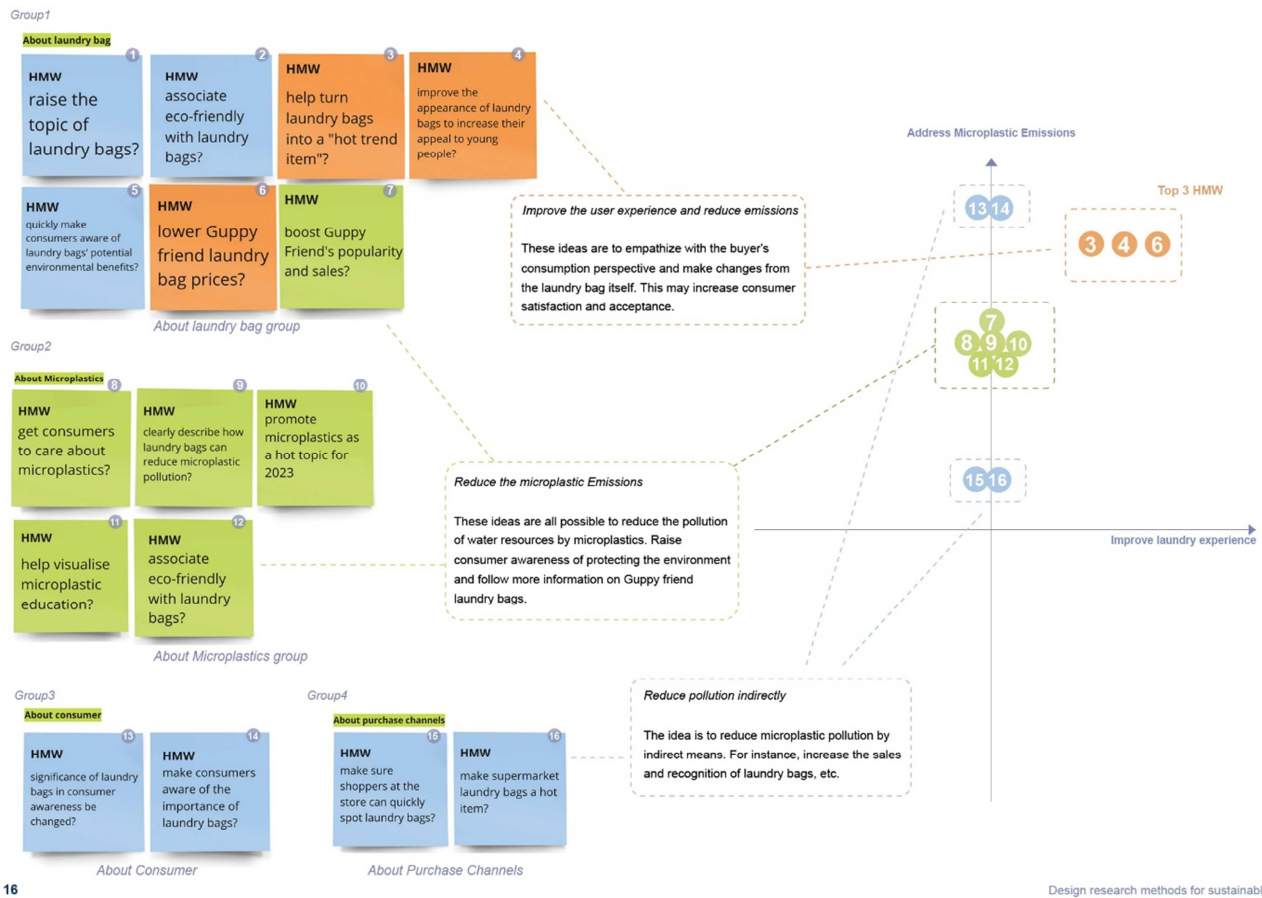 Group1
About laundry bag
1
HMW
raise the
topic of
laundry bags?
2
HMW
associate
eco-friendly
with laundry
bags?
3
HMW
help turn
laundry bags
into a "hot trend
item"?
4
HMW
improve the
appearance of laundry
bags to increase their
appeal to young
people?
5
HMW
quickly make
consumers aware of
laundry bags' potential
environmental benefits?
6
HMW
lower Guppy
friend laundry
bag prices?
7
HMW
boost Guppy
Friend's popularity
and sales?
About laundry bag group
Group2
About Microplastics
8
HMW
get consumers
to care about
microplastics?
9
HMW
clearly describe how
laundry bags can
reduce microplastic
pollution?
10
HMW
promote
microplastics as
a hot topic for
2023
11
HMW
help visualise
microplastic
education?
12
HMW
associate
eco-friendly
with laundry
bags?
About Microplastics group
Group3
About consumer
13
HMW
significance of laundry
bags in consumer
awareness be
changed?
14
HMW
make consumers
aware of the
importance of
laundry bags?
About Consumer
Group4
About purchase channels
15
HMW
make sure
shoppers at the
store can quickly
spot laundry bags?
16
HMW
make supermarket
laundry bags a hot
item?
About Purchase Channels
Improve the user experience and reduce emissions
These ideas are to empathize with the buyer's
consumption perspective and make changes from
the laundry bag itself. This may increase consumer
satisfaction and acceptance.
Reduce the microplastic Emissions
These ideas are all possible to reduce the pollution
of water resources by microplastics. Raise
consumer awareness of protecting the environment
and follow more information on Guppy friend
laundry bags.
Reduce pollution indirectly
The idea is to reduce microplastic pollution by
indirect means. For instance, increase the sales
and recognition of laundry bags, etc.
Address Microplastic Emissions
13 14
Top 3 HMW
3 4 6
7
8 9 10
11 12
15 16
Improve laundry experience
16
Design research methods for sustainabl